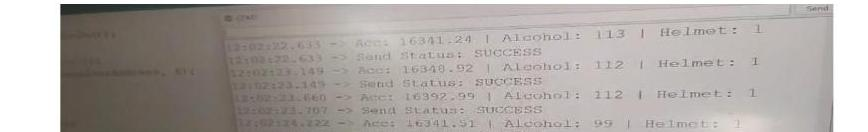 Send
12:02:22.633 -> Acc: 16341.24 | Alcohol: 113 | Helmet: 1
12:02:22.633 -> Send Status: SUCCESS
12:02:23.149 -> Acc: 16348.92 | Alcohol: 112 | Helmet: 1
12:02:23.149 -> Send Status: SUCCESS
12:02:23.660 -> Acc: 16392.99 | Alcohol: 112 | Helmet: 1
12:02:23.707 -> Send Status: SUCCESS
12:02:24.222 -> Acc: 16341.51 | Alcohol: 99 | Helmet: 1